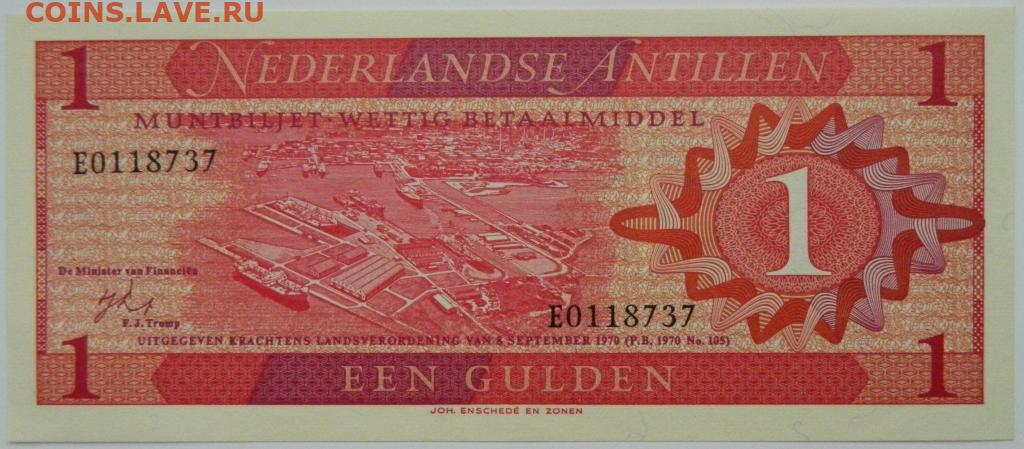 COINS.LAVE.RU
1 NEDERLANDSE ANTILLEN 1
MUNTBILJET·WETTIG BETAALMIDDEL
E0118737
1
De Minister van Financiën
F. J. Tromp
E0118737
UITGEGEVEN KRACHTENS LANDSVERORDENING VAN 8 SEPTEMBER 1970 (P.B. 1970 No. 105)
1 EEN GULDEN 1
JOH. ENSCHEDÉ EN ZONEN